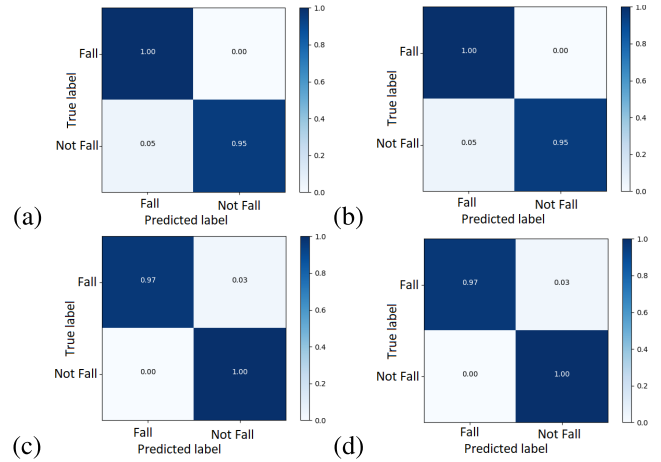 1.0
Fall 1.00 0.00
0.8
0.6
True label
0.4
Not Fall 0.05 0.95
0.2
0.0
Fall Not Fall
(a) Predicted label
1.0
Fall 1.00 0.00
0.8
0.6
True label
0.4
Not Fall 0.05 0.95
0.2
0.0
Fall Not Fall
(b) Predicted label
1.0
Fall 0.97 0.03
0.8
0.6
True label
0.4
Not Fall 0.00 1.00
0.2
0.0
Fall Not Fall
(c) Predicted label
1.0
Fall 0.97 0.03
0.8
0.6
True label
0.4
Not Fall 0.00 1.00
0.2
0.0
Fall Not Fall
(d) Predicted label